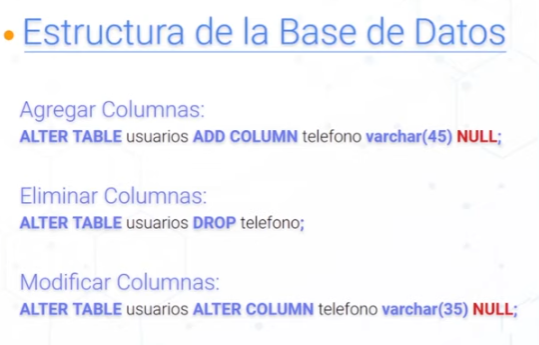 Estructura de la Base de Datos
Agregar Columnas:
ALTER TABLE usuarios ADD COLUMN telefono varchar(45) NULL;
Eliminar Columnas:
ALTER TABLE usuarios DROP telefono;
Modificar Columnas:
ALTER TABLE usuarios ALTER COLUMN telefono varchar(35) NULL;